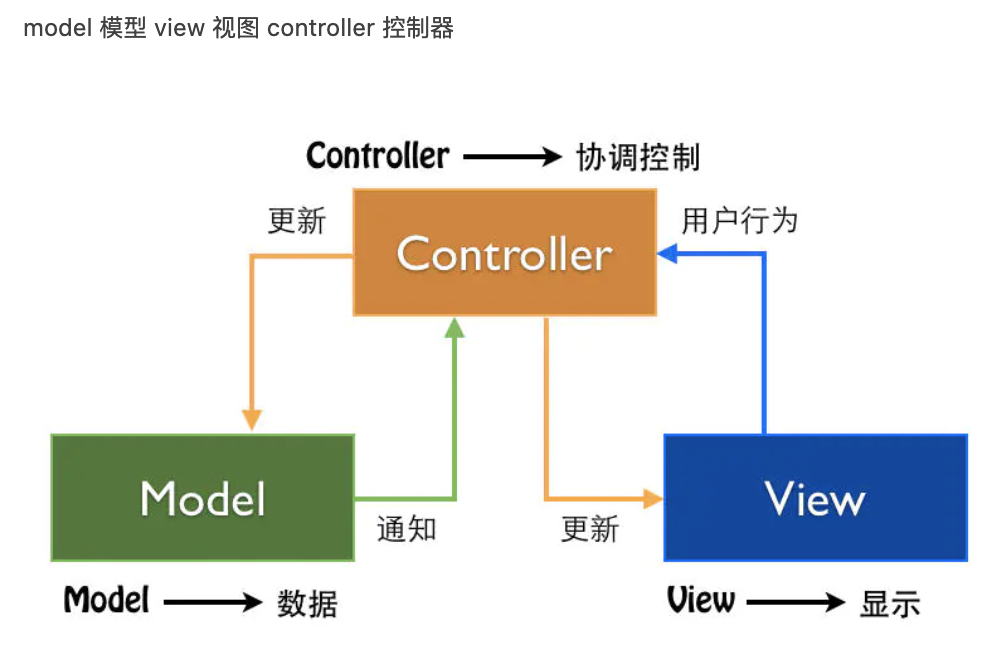 model 模型 view 视图 controller 控制器
Controller → 协调控制
更新
用户行为
Controller
Model
View
通知
更新
Model → 数据
View → 显示